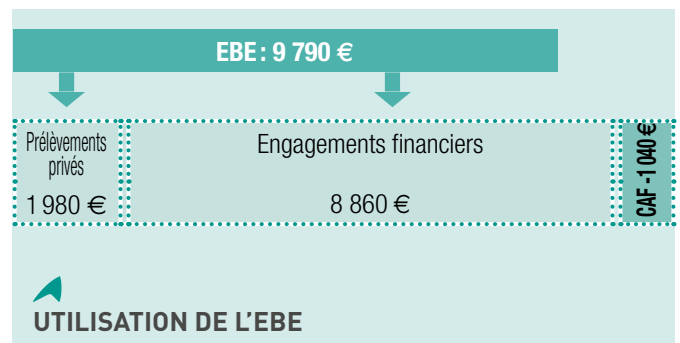 EBE : 9 790 €
Prélèvements
privés
1 980 €
Engagements financiers
8 860 €
CAF -1 040 €
UTILISATION DE L'EBE